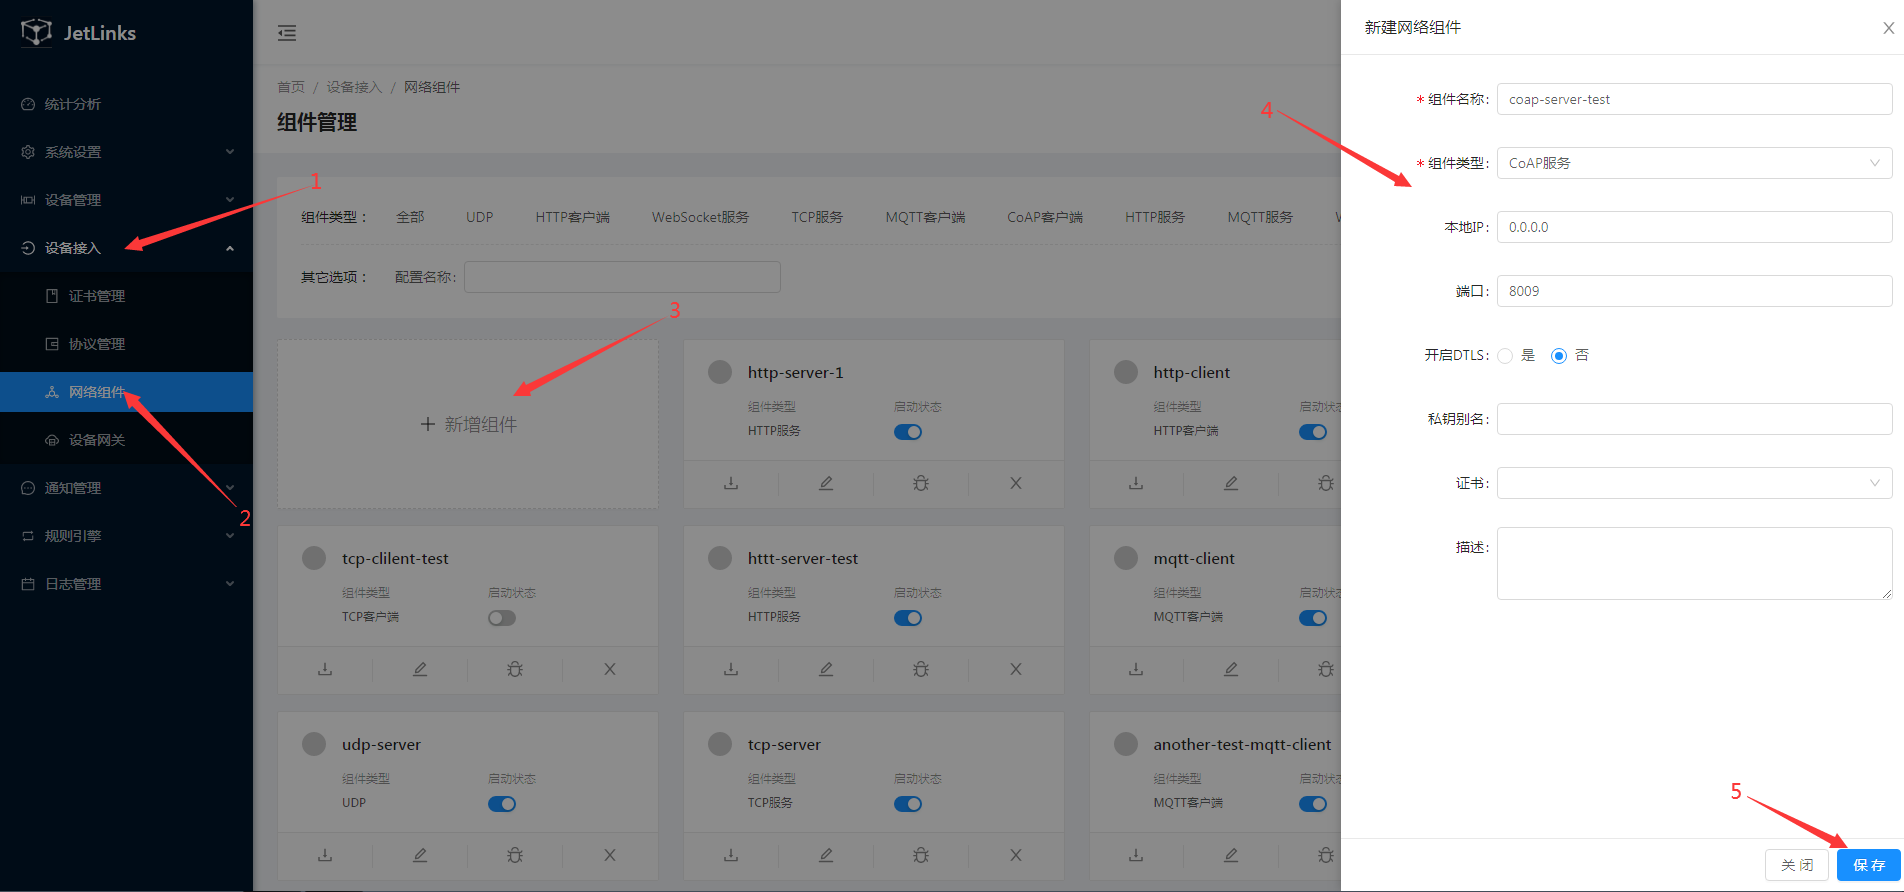 JetLinks
统计分析
系统设置
设备管理
设备接入
证书管理
协议管理
网络组件
设备网关
通知管理
规则引擎
日志管理
首页 / 设备接入 / 网络组件
组件管理
组件类型 : 全部 UDP HTTP客户端 WebSocket服务 TCP服务 MQTT客户端 CoAP客户端 HTTP服务 MQTT服务
其它选项 : 配置名称:
1
2
3
4
5
+ 新增组件
http-server-1
组件类型 启动状态
HTTP服务
http-client
组件类型 启动状态
HTTP客户端
tcp-clilent-test
组件类型 启动状态
TCP客户端
httt-server-test
组件类型 启动状态
HTTP服务
mqtt-client
组件类型 启动状态
MQTT客户端
udp-server
组件类型 启动状态
UDP
tcp-server
组件类型 启动状态
TCP服务
another-test-mqtt-client
组件类型 启动状态
MQTT客户端
新建网络组件
* 组件名称: coap-server-test
* 组件类型: CoAP服务
本地IP: 0.0.0.0
端口: 8009
开启DTLS: 是 否
私钥别名:
证书:
描述:
关 闭 保 存